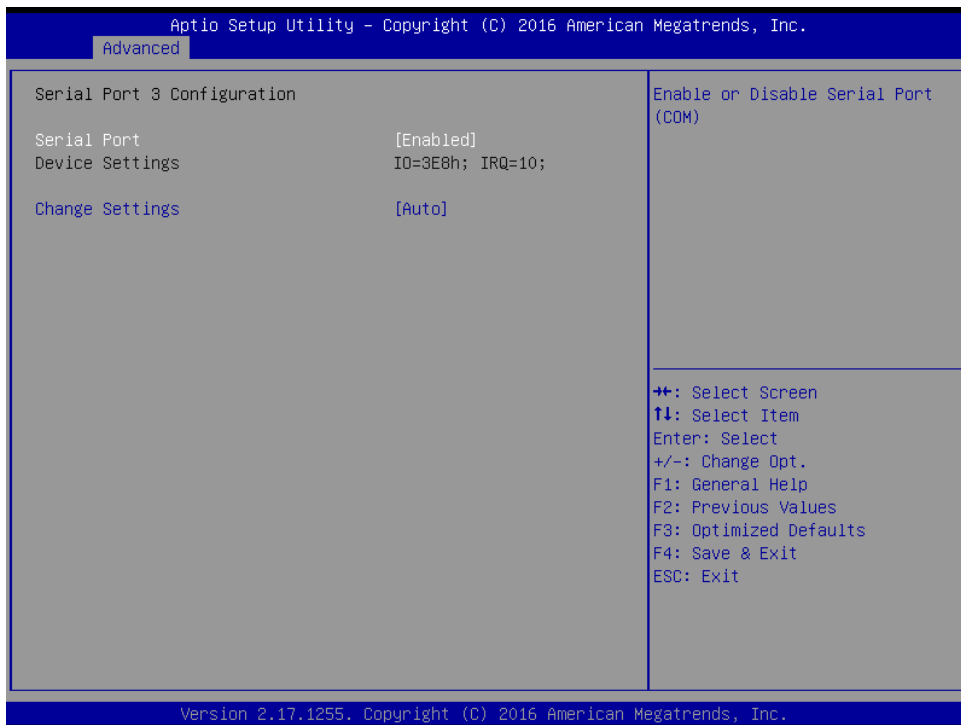 Aptio Setup Utility – Copyright (C) 2016 American Megatrends, Inc.
Advanced
Serial Port 3 Configuration
Serial Port [Enabled]
Device Settings IO=3E8h; IRQ=10;
Change Settings [Auto]
Enable or Disable Serial Port
(COM)
→←: Select Screen
↑↓: Select Item
Enter: Select
+/-: Change Opt.
F1: General Help
F2: Previous Values
F3: Optimized Defaults
F4: Save & Exit
ESC: Exit
Version 2.17.1255. Copyright (C) 2016 American Megatrends, Inc.